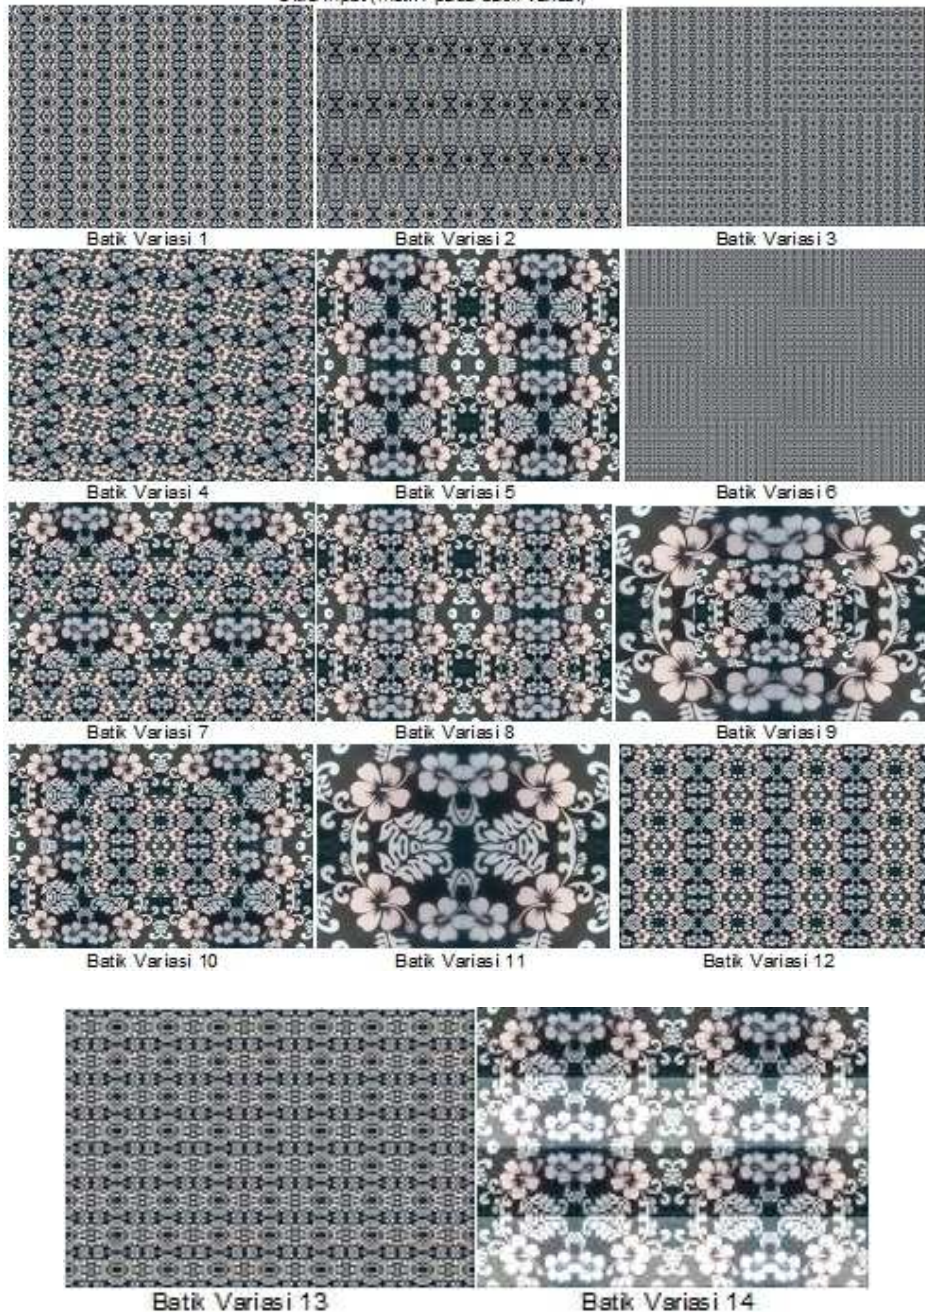 Batik Variasi 1 Batik Variasi 2 Batik Variasi 3
Batik Variasi 4 Batik Variasi 5 Batik Variasi 6
Batik Variasi 7 Batik Variasi 8 Batik Variasi 9
Batik Variasi 10 Batik Variasi 11 Batik Variasi 12
Batik Variasi 13 Batik Variasi 14